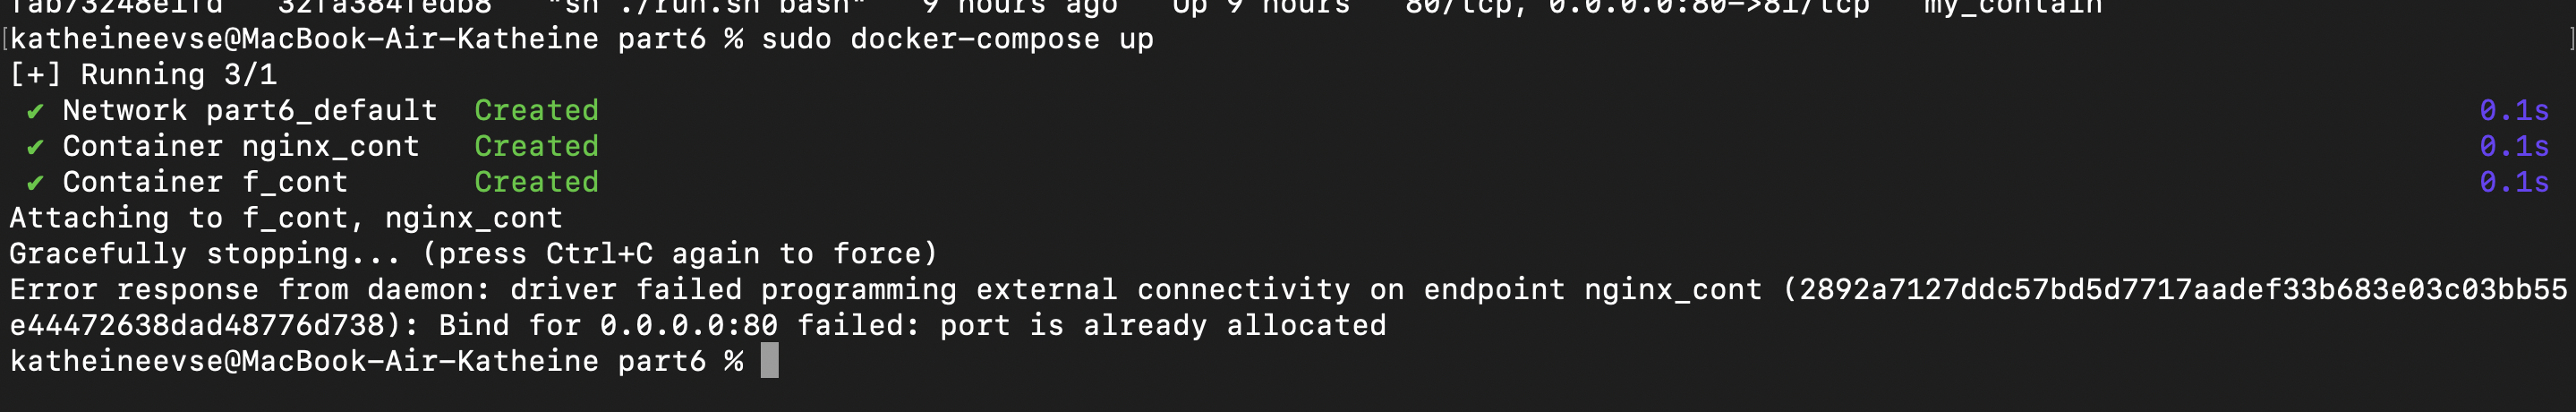 fab73248e1fd   32fa384fedb8   "sh ./run.sh bash"   9 hours ago   Up 9 hours   80/tcp, 0.0.0.0:80->81/tcp   my_contain
[katheineevse@MacBook-Air-Katheine part6 % sudo docker-compose up ]
[+] Running 3/1
✔ Network part6_default  Created 0.1s
✔ Container nginx_cont   Created 0.1s
✔ Container f_cont       Created 0.1s
Attaching to f_cont, nginx_cont
Gracefully stopping... (press Ctrl+C again to force)
Error response from daemon: driver failed programming external connectivity on endpoint nginx_cont (2892a7127ddc57bd5d7717aadef33b683e03c03bb55
e44472638dad48776d738): Bind for 0.0.0.0:80 failed: port is already allocated
katheineevse@MacBook-Air-Katheine part6 %